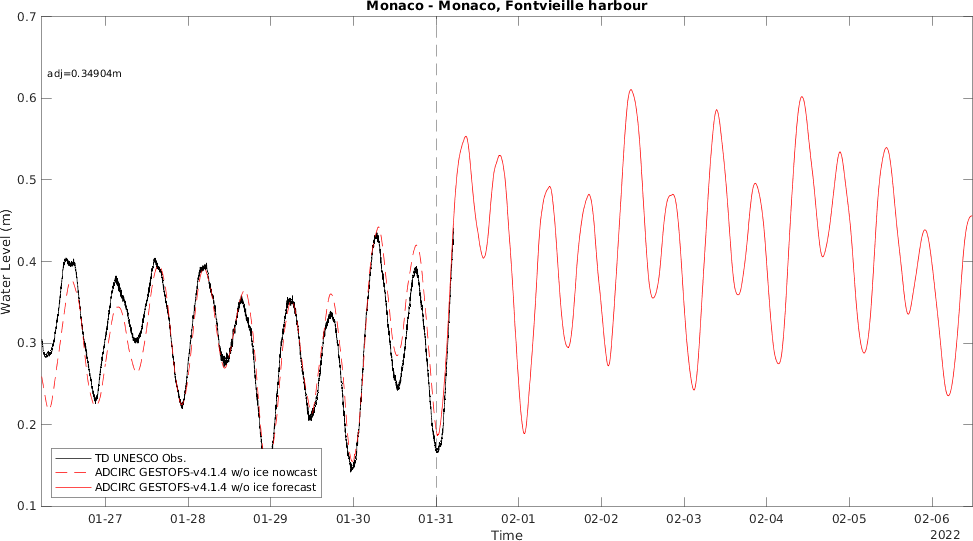 Monaco - Monaco, Fontvieille harbour
0.7
adj=0.34904m
0.6
0.5
0.4
0.3
0.2
0.1
Water Level (m)
TD UNESCO Obs.
ADCIRC GESTOFS-v4.1.4 w/o ice nowcast
ADCIRC GESTOFS-v4.1.4 w/o ice forecast
01-27 01-28 01-29 01-30 01-31 02-01 02-02 02-03 02-04 02-05 02-06
Time
2022